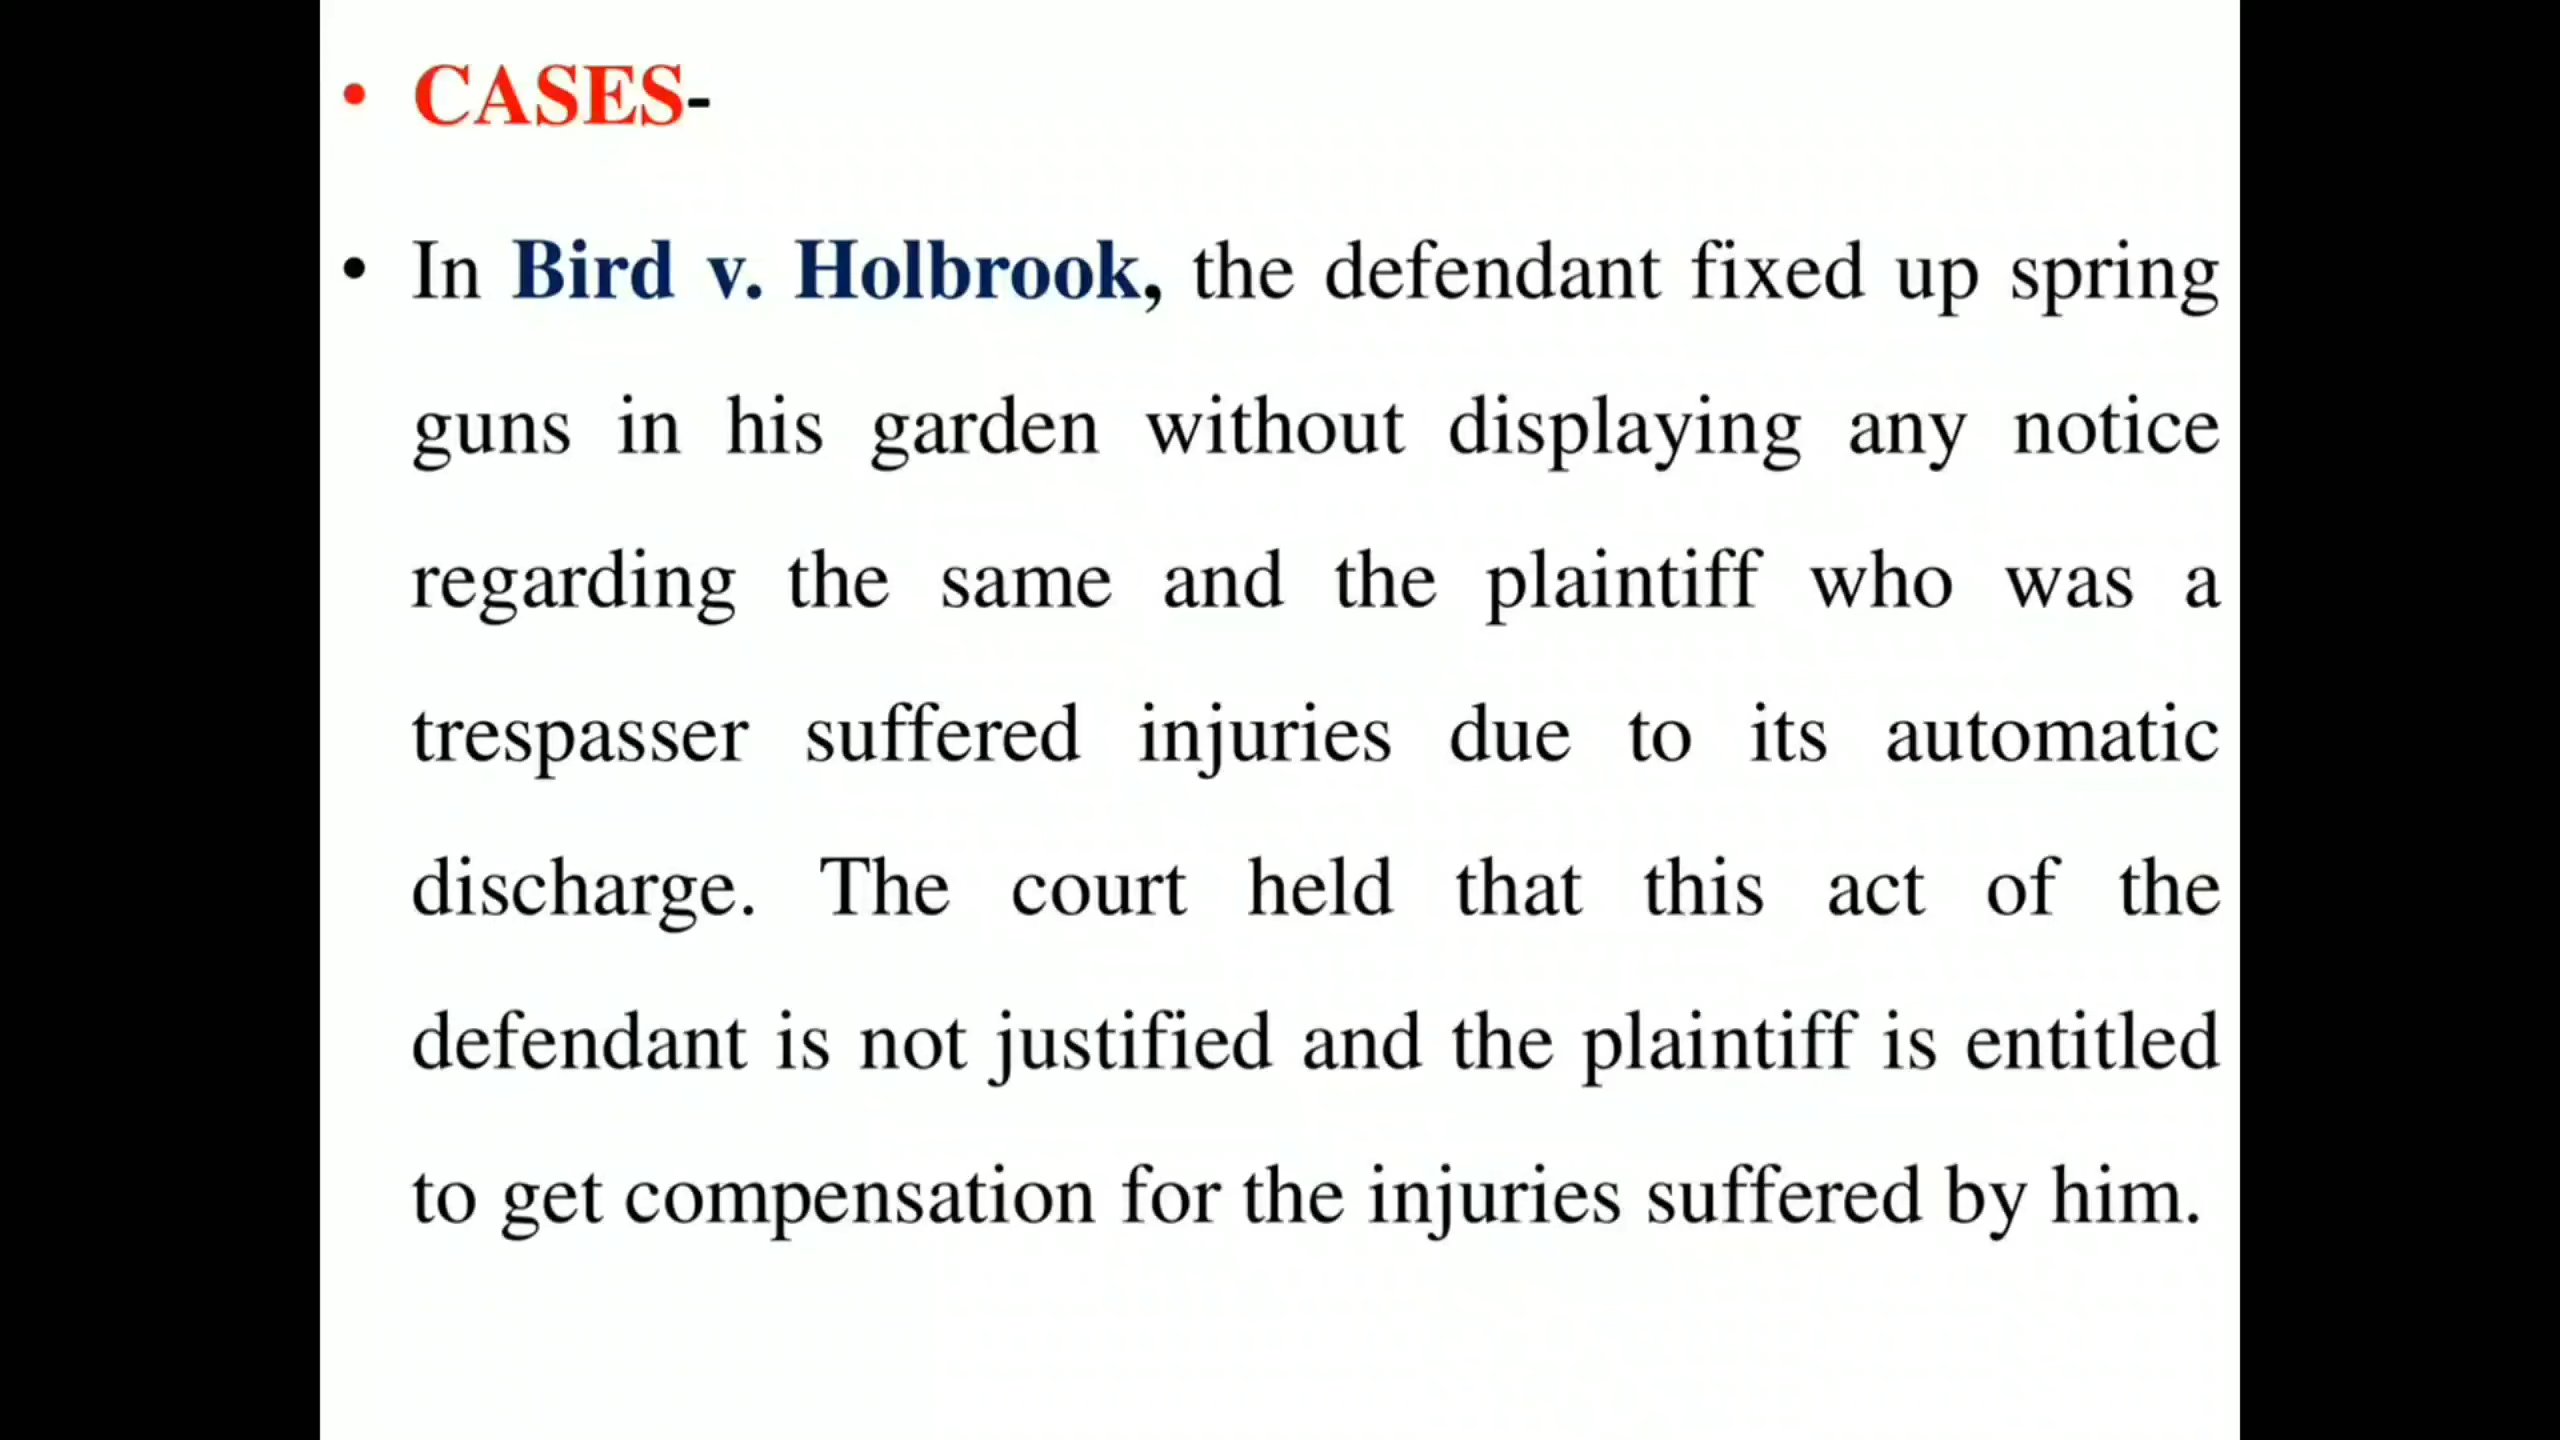 • CASES-
• In Bird v. Holbrook, the defendant fixed up spring
guns in his garden without displaying any notice
regarding the same and the plaintiff who was a
trespasser suffered injuries due to its automatic
discharge. The court held that this act of the
defendant is not justified and the plaintiff is entitled
to get compensation for the injuries suffered by him.